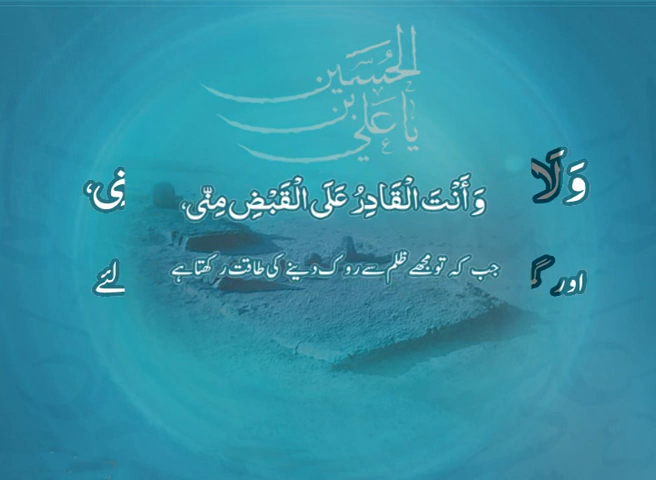 يا علي بن الحسين
وَلَا
وَأَنْتَ الْقَادِرُ عَلَى الْقَبْضِ مِنِّي،
اور
جب کہ تو مجھے ظلم سے روک دینے کی طاقت رکھتا ہے
لئے